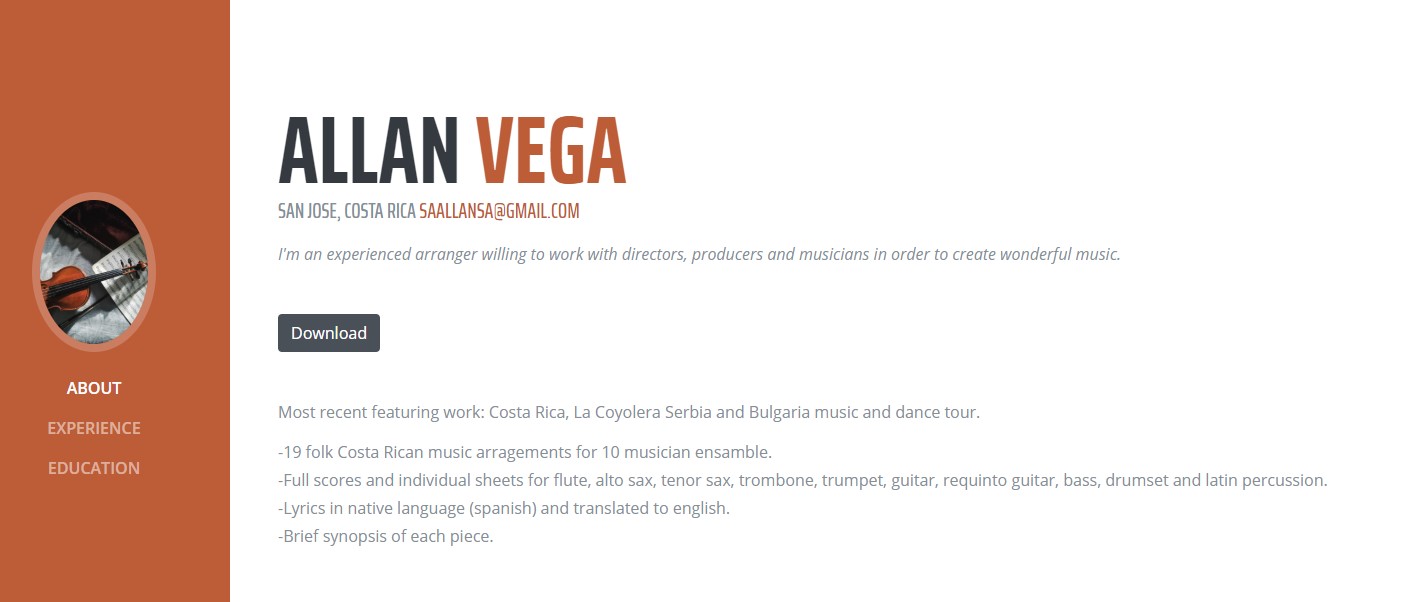 ABOUT
EXPERIENCE
EDUCATION
ALLAN VEGA
SAN JOSE, COSTA RICA SAALLANSA@GMAIL.COM
I'm an experienced arranger willing to work with directors, producers and musicians in order to create wonderful music.
Download
Most recent featuring work: Costa Rica, La Coyolera Serbia and Bulgaria music and dance tour.
-19 folk Costa Rican music arragements for 10 musician ensamble.
-Full scores and individual sheets for flute, alto sax, tenor sax, trombone, trumpet, guitar, requinto guitar, bass, drumset and latin percussion.
-Lyrics in native language (spanish) and translated to english.
-Brief synopsis of each piece.